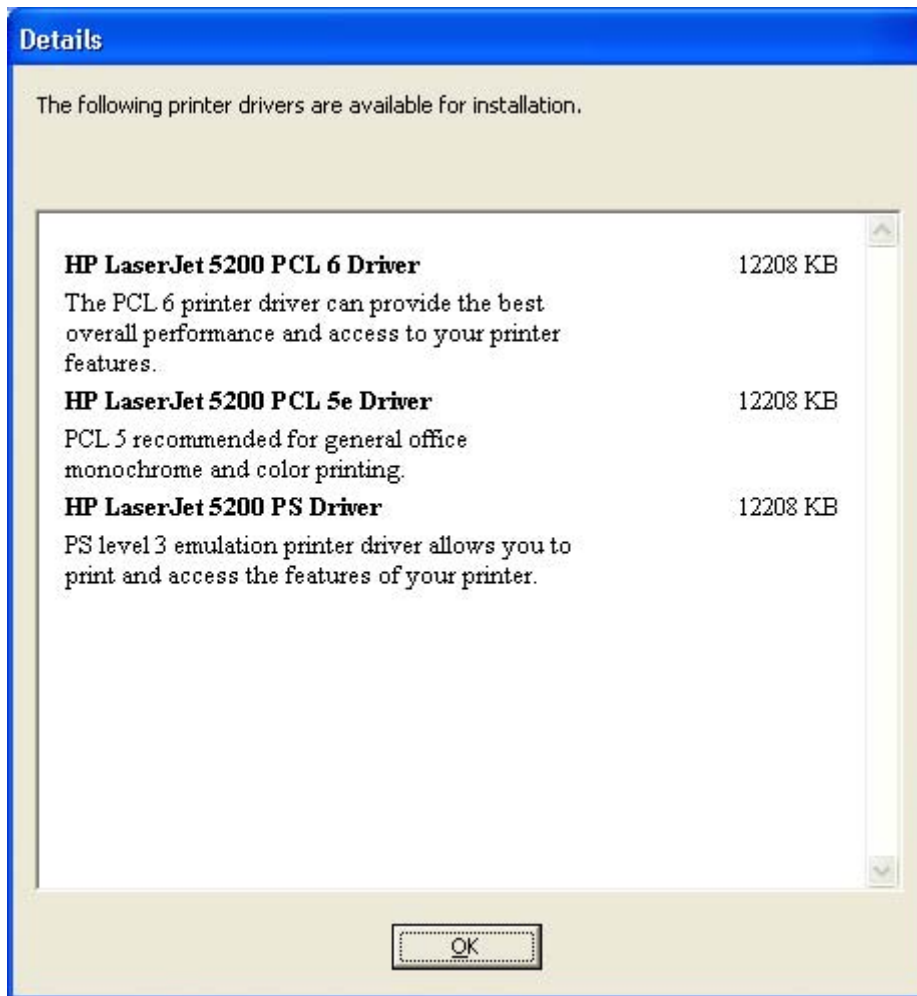 Details
The following printer drivers are available for installation.
HP LaserJet 5200 PCL 6 Driver 12208 KB
The PCL 6 printer driver can provide the best
overall performance and access to your printer
features.
HP LaserJet 5200 PCL 5e Driver 12208 KB
PCL 5 recommended for general office
monochrome and color printing.
HP LaserJet 5200 PS Driver 12208 KB
PS level 3 emulation printer driver allows you to
print and access the features of your printer.
OK